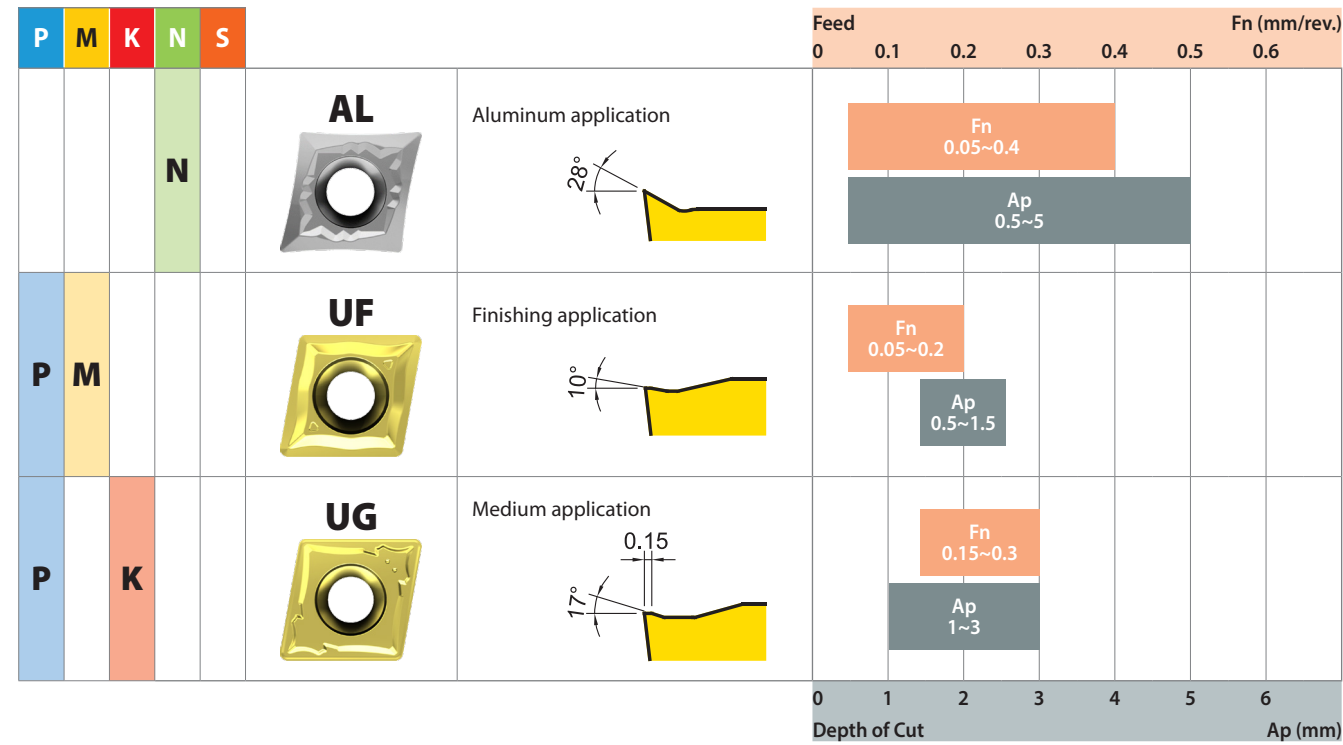 P M K N S
Feed Fn (mm/rev.)
0 0.1 0.2 0.3 0.4 0.5 0.6
N
AL
Aluminum application
28°
Fn
0.05~0.4
Ap
0.5~5
P M
UF
Finishing application
10°
Fn
0.05~0.2
Ap
0.5~1.5
P K
UG
Medium application
0.15
17°
Fn
0.15~0.3
Ap
1~3
0 1 2 3 4 5 6
Depth of Cut Ap (mm)